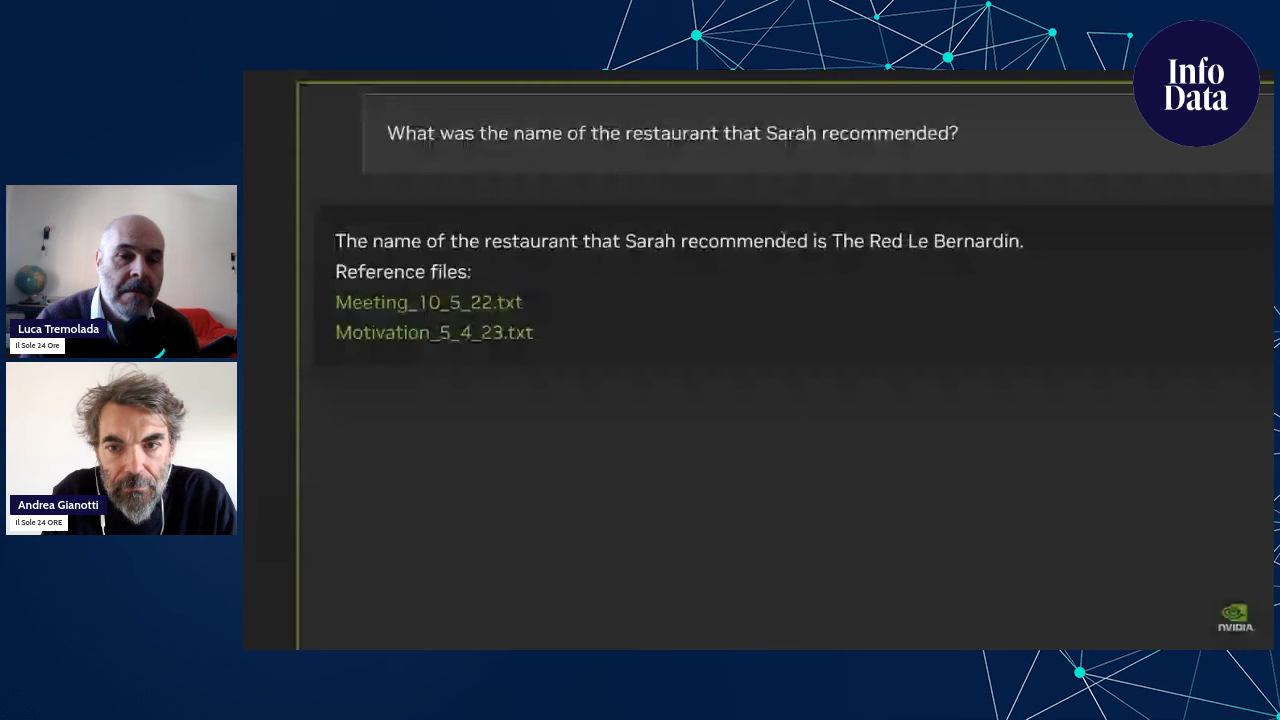 Info
Data
What was the name of the restaurant that Sarah recommended?
The name of the restaurant that Sarah recommended is The Red Le Bernardin.
Reference files:
Meeting_10_5_22.txt
Motivation_5_4_23.txt
Luca Tremolada
Il Sole 24 Ore
Andrea Gianotti
Il Sole 24 ORE
NVIDIA.